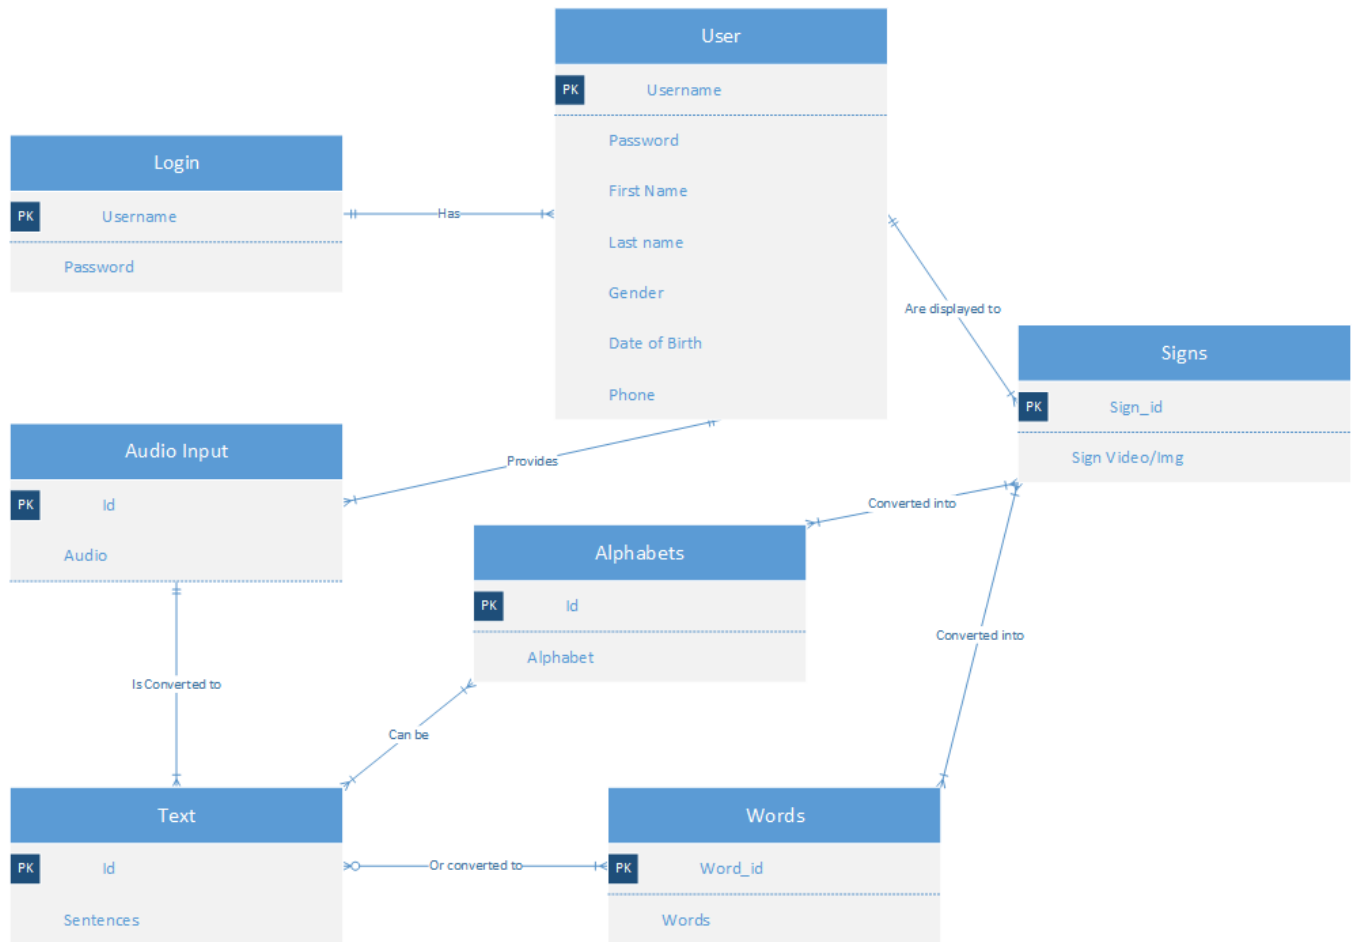 User
PK Username
Password
First Name
Last name
Gender
Date of Birth
Phone
Login
PK Username
Password
Has
Are displayed to
Signs
PK Sign_id
Sign Video/Img
Audio Input
PK Id
Audio
Provides
Converted into
Alphabets
PK Id
Alphabet
Converted into
Is Converted to
Can be
Text
PK Id
Sentences
Or converted to
Words
PK Word_id
Words